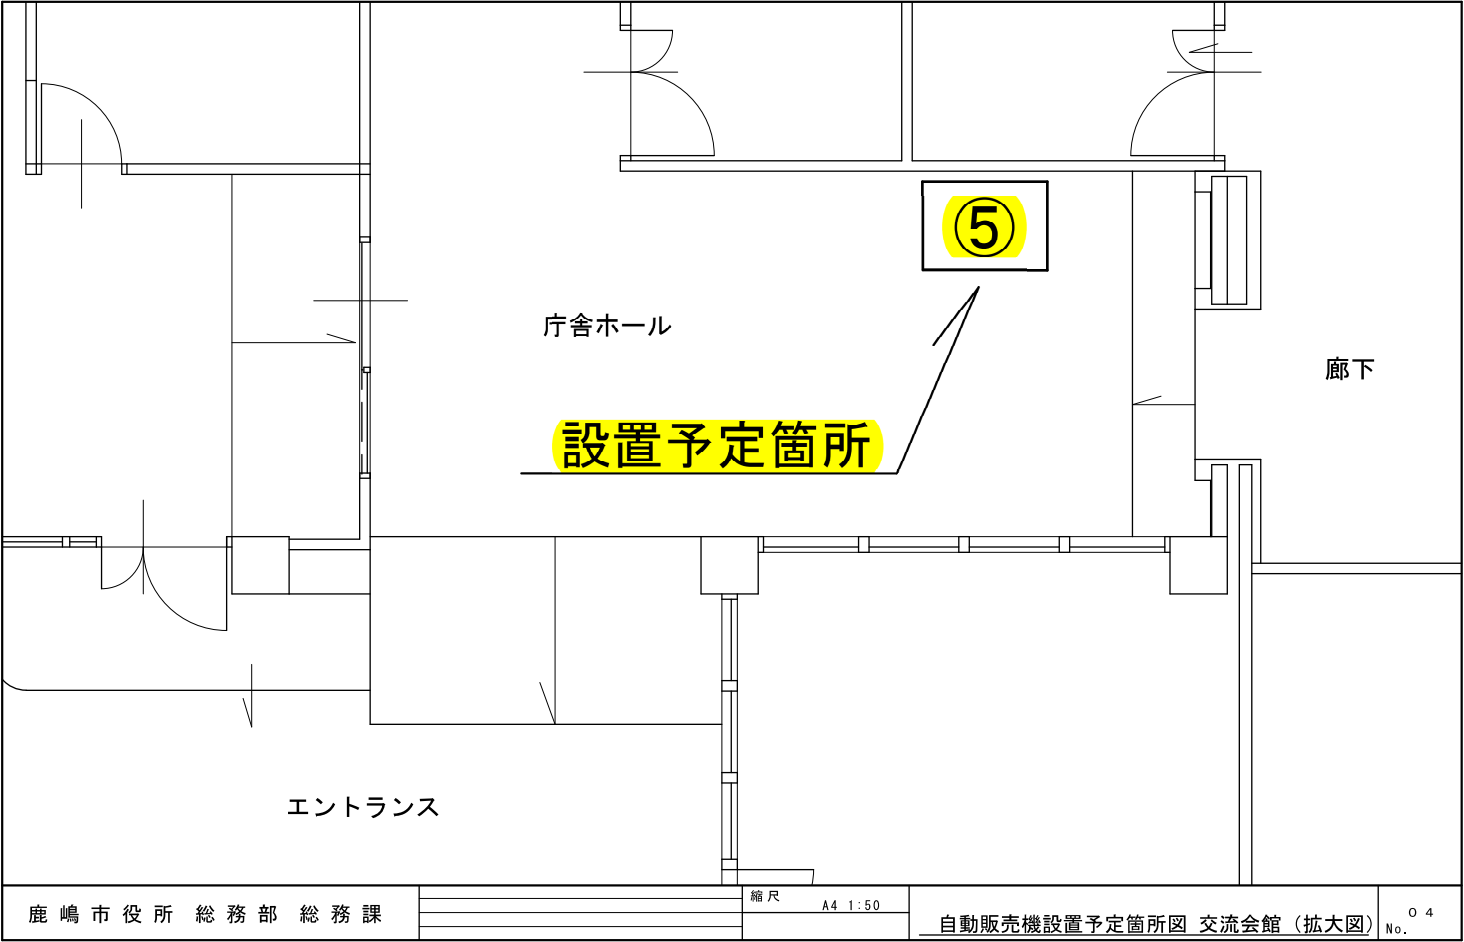 ⑤
庁舎ホール
廊下
設置予定箇所
エントランス
鹿嶋市役所 総務部 総務課
縮尺
A4 1:50
自動販売機設置予定箇所図 交流会館（拡大図）
No.
04